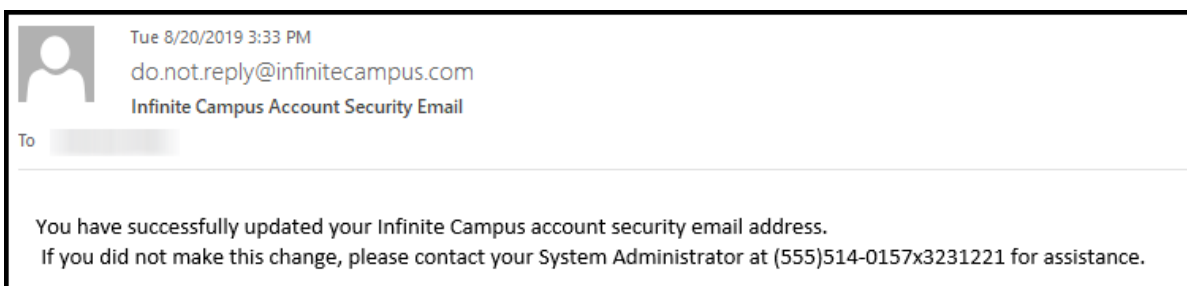 Tue 8/20/2019 3:33 PM
do.not.reply@infinitecampus.com
Infinite Campus Account Security Email
To
You have successfully updated your Infinite Campus account security email address.
If you did not make this change, please contact your System Administrator at (555)514-0157x3231221 for assistance.